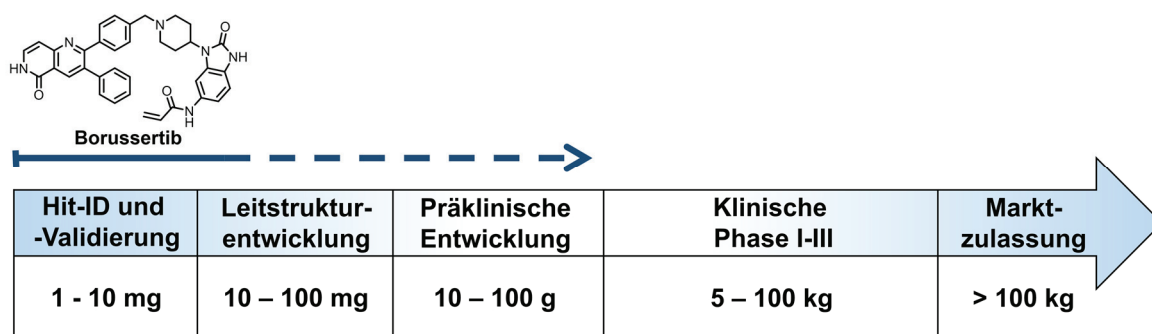 N
N
O
N
NH
HN
O
O
N
H
Borussertib
Hit-ID und
-Validierung
Leitstruktur-
entwicklung
Präklinische
Entwicklung
Klinische
Phase I-III
Markt-
zulassung
1 - 10 mg
10 – 100 mg
10 – 100 g
5 – 100 kg
> 100 kg